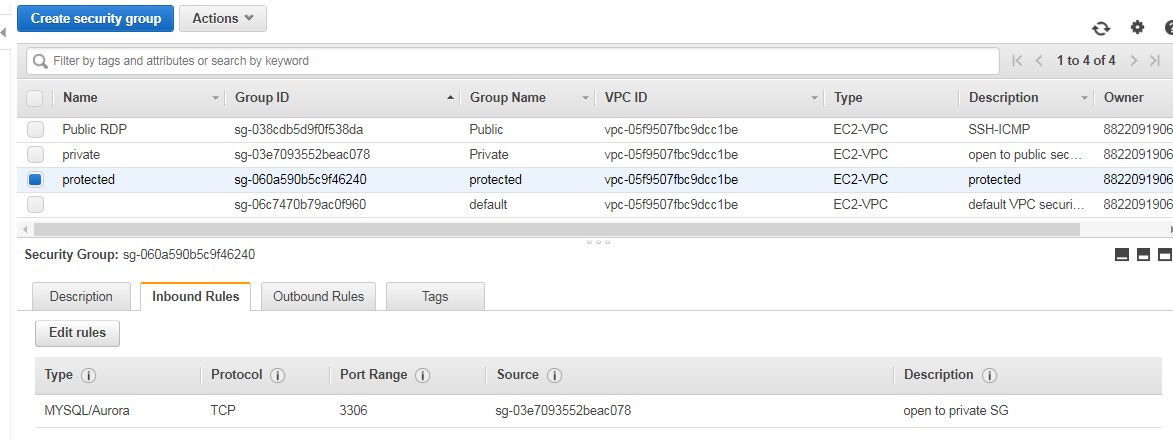 Create security group Actions
Filter by tags and attributes or search by keyword 1 to 4 of 4
Name Group ID Group Name VPC ID Type Description Owner
Public RDP sg-038cdb5d9f0f538da Public vpc-05f9507fbc9dcc1be EC2-VPC SSH-ICMP 8822091906
private sg-03e7093552beac078 Private vpc-05f9507fbc9dcc1be EC2-VPC open to public sec... 8822091906
protected sg-060a590b5c9f46240 protected vpc-05f9507fbc9dcc1be EC2-VPC protected 8822091906
sg-06c7470b79ac0f960 default vpc-05f9507fbc9dcc1be EC2-VPC default VPC securi... 8822091906
Security Group: sg-060a590b5c9f46240
Description Inbound Rules Outbound Rules Tags
Edit rules
Type Protocol Port Range Source Description
MYSQL/Aurora TCP 3306 sg-03e7093552beac078 open to private SG